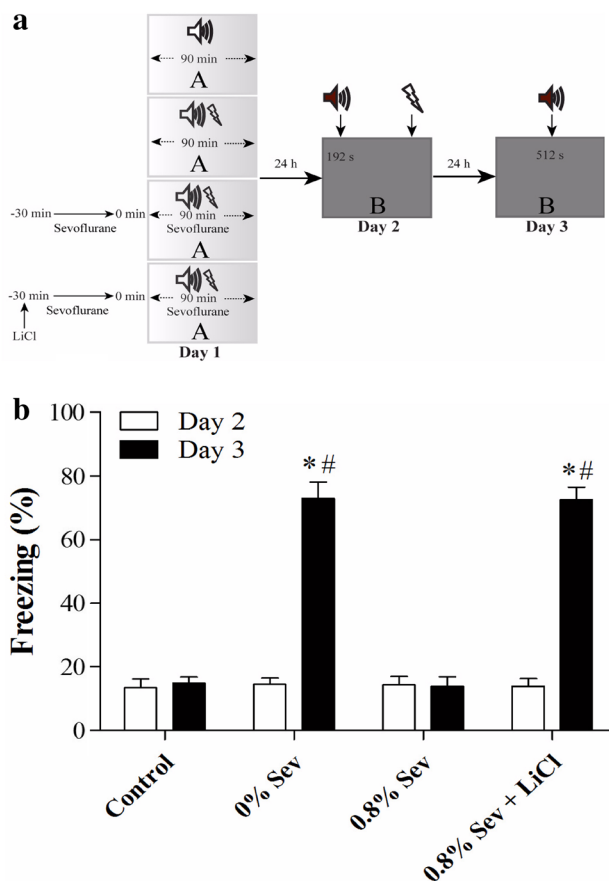 a
90 min
A
90 min
A
-30 min
Sevoflurane
0 min
90 min
Sevoflurane
A
-30 min
Sevoflurane
0 min
LiCl
90 min
Sevoflurane
A
Day 1
24 h
192 s
B
Day 2
24 h
512 s
B
Day 3
b
Freezing (%)
100
80
60
40
20
0
Day 2
Day 3
*#
*#
Control
0% Sev
0.8% Sev
0.8% Sev + LiCl